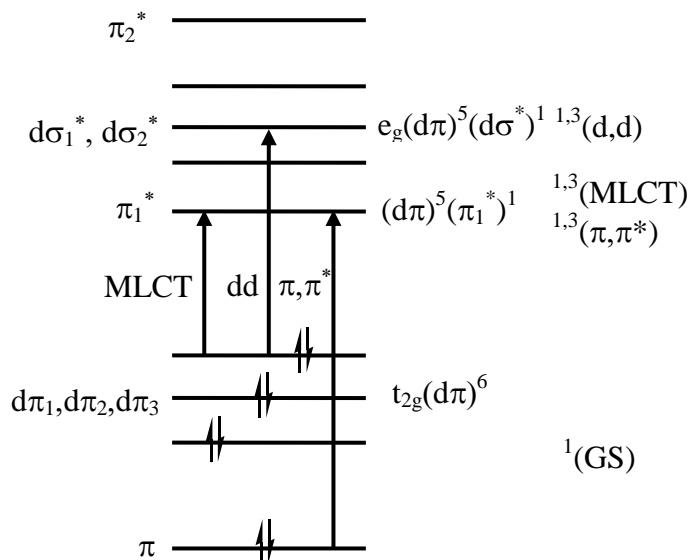 π₂*
dσ₁*, dσ₂* e_g(dπ)⁵(dσ*)¹ ¹,³(d,d)
π₁* (dπ)⁵(π₁*)¹ ¹,³(MLCT)
¹,³(π,π*)
MLCT dd π,π*
dπ₁,dπ₂,dπ₃ t₂g(dπ)⁶
¹(GS)
π